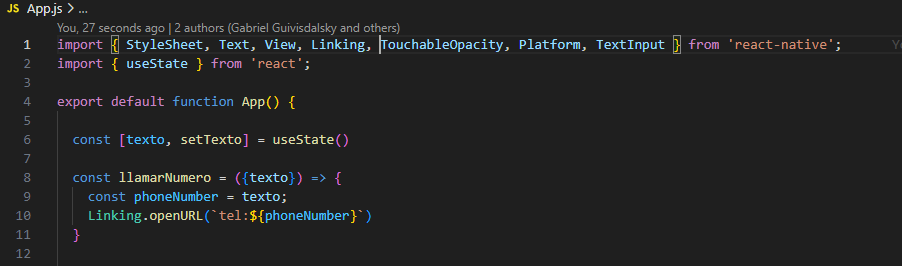 JS App.js > ...
You, 27 seconds ago | 2 authors (Gabriel Guivisdalsky and others)
1 import { StyleSheet, Text, View, Linking, TouchableOpacity, Platform, TextInput } from 'react-native';
2 import { useState } from 'react';
3
4 export default function App() {
5
6 const [texto, setTexto] = useState()
7
8 const llamarNumero = ({texto}) => {
9 const phoneNumber = texto;
10 Linking.openURL(`tel:${phoneNumber}`)
11 }
12